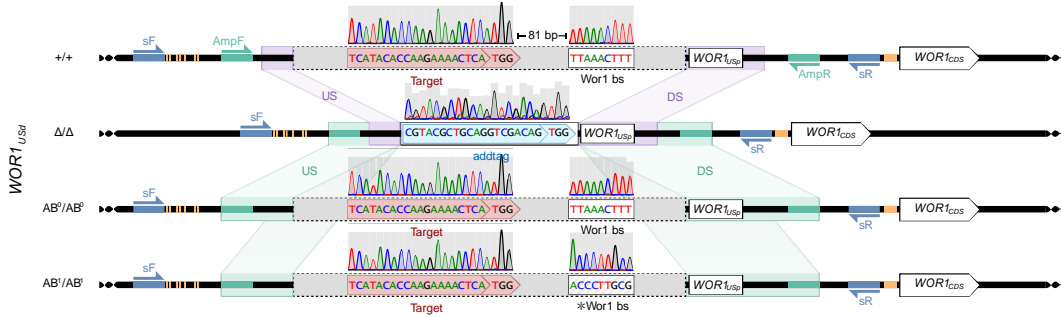 sF AmpF 81 bp
+/+ TCATACACCAAGAAAACTCA TGG TTAAACTTT WOR1USp WOR1CDS
Target Wor1 bs AmpR sR
US DS
sF
Δ/Δ CGTACGCTGCAGGTCGACAG TGG WOR1USp WOR1CDS
addtag sR
WOR1USd
US DS
sF
AB⁰/AB⁰ TCATACACCAAGAAAACTCA TGG TTAAACTTT WOR1USp WOR1CDS
Target Wor1 bs sR
sF
AB¹/AB¹ TCATACACCAAGAAAACTCA TGG ACCCTTGCG WOR1USp WOR1CDS
Target *Wor1 bs sR